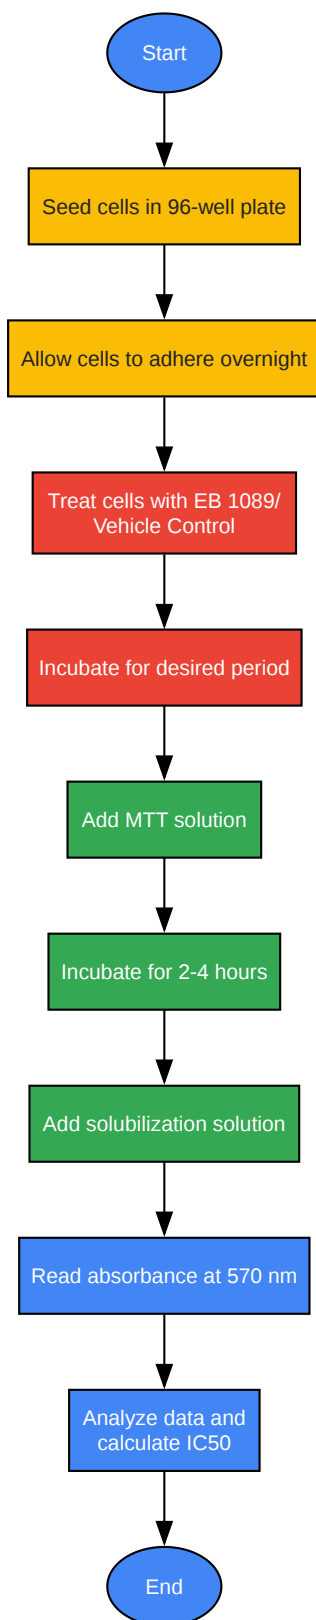 Start
Seed cells in 96-well plate
Allow cells to adhere overnight
Treat cells with EB 1089/
Vehicle Control
Incubate for desired period
Add MTT solution
Incubate for 2-4 hours
Add solubilization solution
Read absorbance at 570 nm
Analyze data and
calculate IC50
End